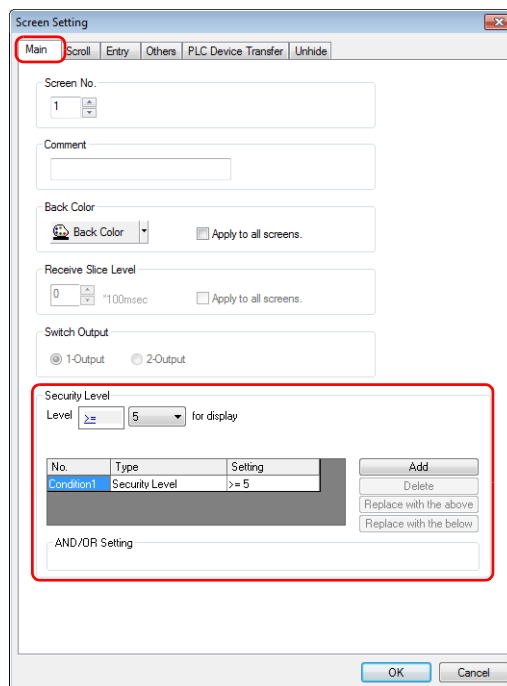 Screen Setting
Main Scroll Entry Others PLC Device Transfer Unhide
Screen No.
1
Comment
Back Color
Back Color Apply to all screens.
Receive Slice Level
0 *100msec Apply to all screens.
Switch Output
1-Output 2-Output
Security Level
Level >= 5 for display
No. Type Setting
Condition1 Security Level >= 5
Add
Delete
Replace with the above
Replace with the below
AND/OR Setting
OK Cancel